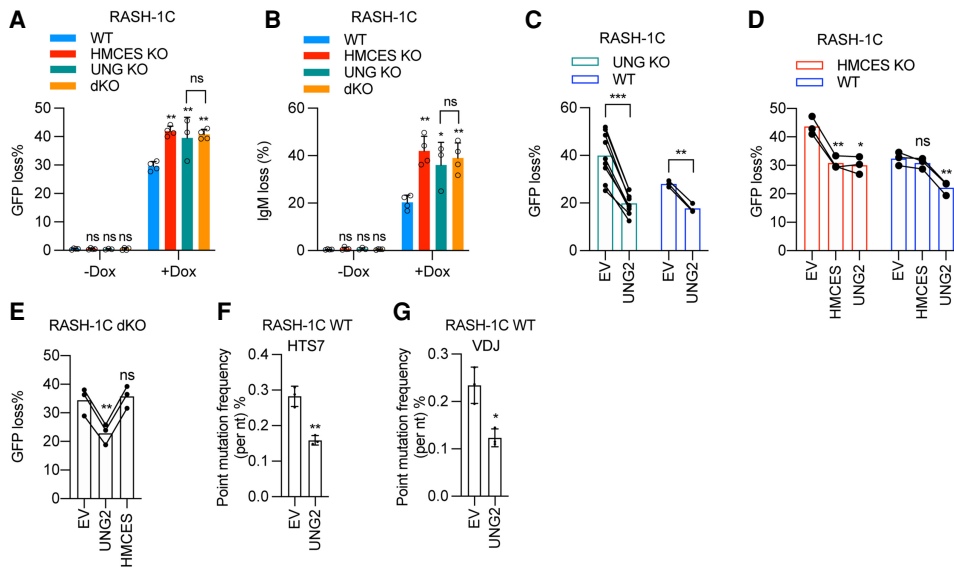 A
RASH-1C
WT
HMCES KO
UNG KO
dKO
GFP loss%
50
40
30
20
10
0
ns ns ns
** ** **
ns
-Dox
+Dox
B
RASH-1C
WT
HMCES KO
UNG KO
dKO
IgM loss (%)
60
40
20
0
ns ns ns
** * **
ns
-Dox
+Dox
C
RASH-1C
UNG KO
WT
GFP loss%
60
40
20
0
***
**
EV
UNG2
EV
UNG2
D
RASH-1C
HMCES KO
WT
GFP loss%
50
40
30
20
10
0
** *
ns
**
EV
HMCES
UNG2
EV
HMCES
UNG2
E
RASH-1C dKO
GFP loss%
50
40
30
20
10
0
**
ns
EV
UNG2
HMCES
F
RASH-1C WT
HTS7
Point mutation frequency
(per nt) %
0.4
0.3
0.2
0.1
0.0
**
EV
UNG2
G
RASH-1C WT
VDJ
Point mutation frequency
(per nt) %
0.3
0.2
0.1
0.0
*
EV
UNG2